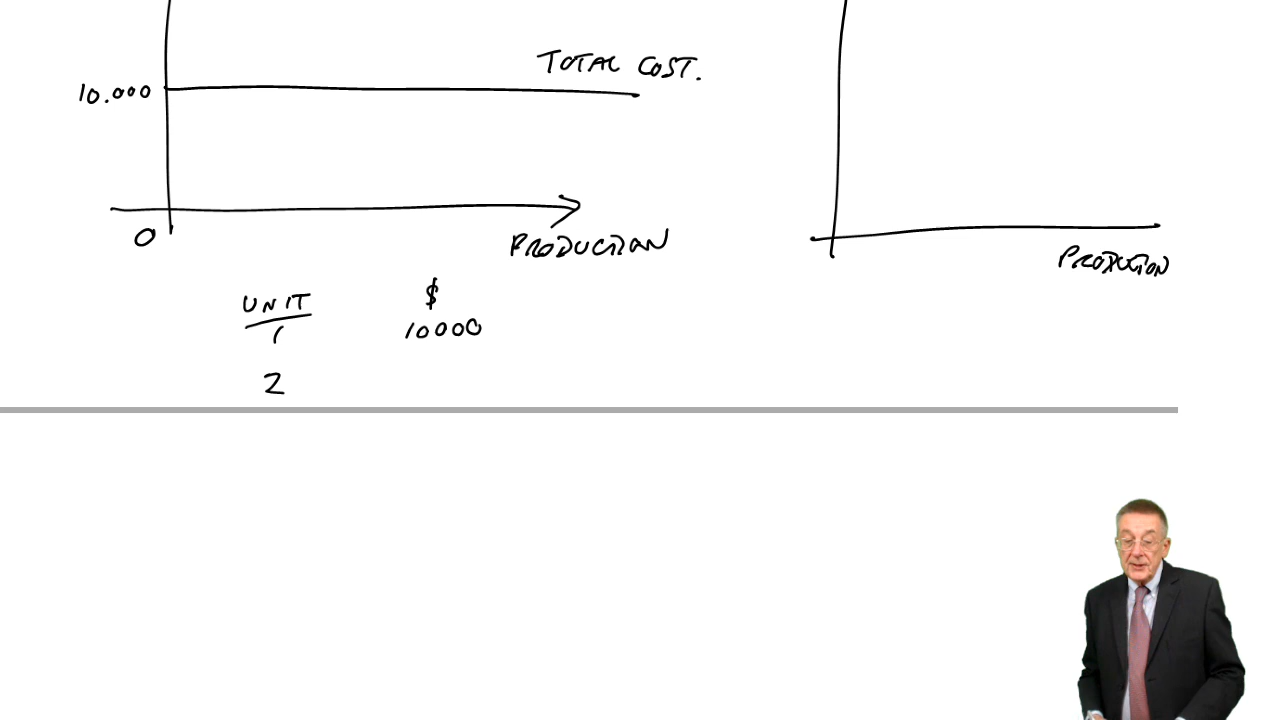 TOTAL COST.
10.000
0
PRODUCTION
PRODUCTION
UNIT $
1 10000
2